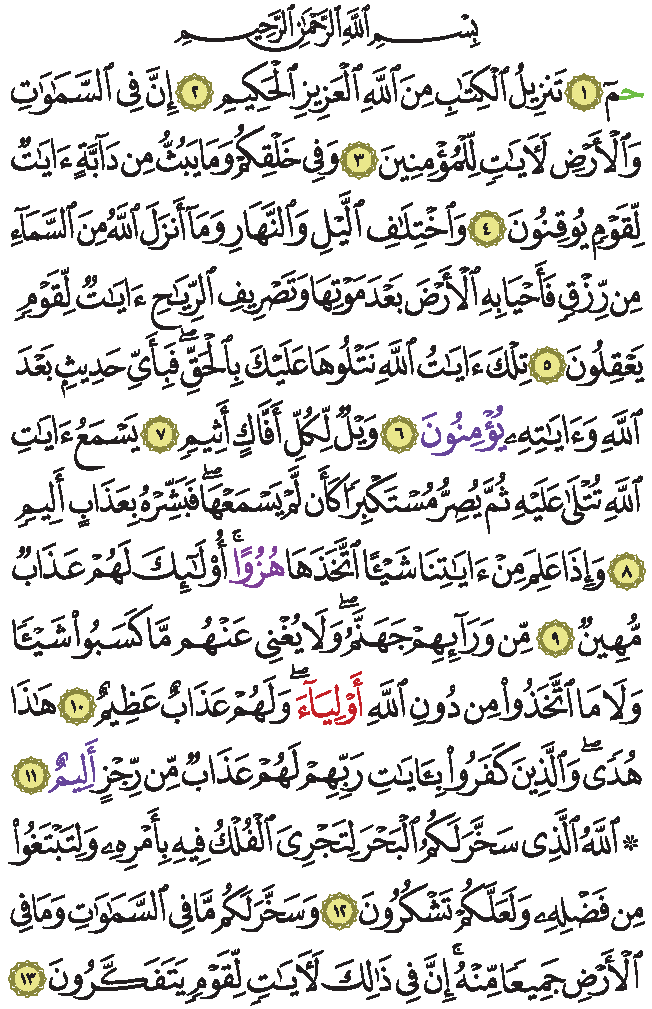 بِسْمِ ٱللَّهِ ٱلرَّحْمَٰنِ ٱلرَّحِيمِ
حمٓ ١ تَنزِيلُ ٱلْكِتَٰبِ مِنَ ٱللَّهِ ٱلْعَزِيزِ ٱلْحَكِيمِ ٢ إِنَّ فِى ٱلسَّمَٰوَٰتِ
وَٱلْأَرْضِ لَءَايَٰتٍ لِّلْمُؤْمِنِينَ ٣ وَفِى خَلْقِكُمْ وَمَا يَبُثُّ مِن دَآبَّةٍ ءَايَٰتٌ
لِّقَوْمٍ يُوقِنُونَ ٤ وَٱخْتِلَٰفِ ٱلَّيْلِ وَٱلنَّهَارِ وَمَآ أَنزَلَ ٱللَّهُ مِنَ ٱلسَّمَآءِ
مِن رِّزْقٍ فَأَحْيَا بِهِ ٱلْأَرْضَ بَعْدَ مَوْتِهَا وَتَصْرِيفِ ٱلرِّيَٰحِ ءَايَٰتٌ لِّقَوْمٍ
يَعْقِلُونَ ٥ تِلْكَ ءَايَٰتُ ٱللَّهِ نَتْلُوهَا عَلَيْكَ بِٱلْحَقِّ ۖ فَبِأَىِّ حَدِيثٍۭ بَعْدَ
ٱللَّهِ وَءَايَٰتِهِۦ يُؤْمِنُونَ ٦ وَيْلٌ لِّكُلِّ أَفَّاكٍ أَثِيمٍ ٧ يَسْمَعُ ءَايَٰتِ
ٱللَّهِ تُتْلَىٰ عَلَيْهِ ثُمَّ يُصِرُّ مُسْتَكْبِرًا كَأَن لَّمْ يَسْمَعْهَا ۖ فَبَشِّرْهُ بِعَذَابٍ أَلِيمٍ
٨ وَإِذَا عَلِمَ مِنْ ءَايَٰتِنَا شَيْـًٔا ٱتَّخَذَهَا هُزُوًا ۚ أُو۟لَٰٓئِكَ لَهُمْ عَذَابٌ
مُّهِينٌ ٩ مِّن وَرَآئِهِمْ جَهَنَّمُ ۖ وَلَا يُغْنِى عَنْهُم مَّا كَسَبُوا۟ شَيْـًٔا
وَلَا مَا ٱتَّخَذُوا۟ مِن دُونِ ٱللَّهِ أَوْلِيَآءَ ۖ وَلَهُمْ عَذَابٌ عَظِيمٌ ١٠ هَٰذَا
هُدًى ۖ وَٱلَّذِينَ كَفَرُوا۟ بِـَٔايَٰتِ رَبِّهِمْ لَهُمْ عَذَابٌ مِّن رِّجْزٍ أَلِيمٌ ١١
۞ ٱللَّهُ ٱلَّذِى سَخَّرَ لَكُمُ ٱلْبَحْرَ لِتَجْرِىَ ٱلْفُلْكُ فِيهِ بِأَمْرِهِۦ وَلِتَبْتَغُوا۟
مِن فَضْلِهِۦ وَلَعَلَّكُمْ تَشْكُرُونَ ١٢ وَسَخَّرَ لَكُم مَّا فِى ٱلسَّمَٰوَٰتِ وَمَا فِى
ٱلْأَرْضِ جَمِيعًا مِّنْهُ ۚ إِنَّ فِى ذَٰلِكَ لَءَايَٰتٍ لِّقَوْمٍ يَتَفَكَّرُونَ ١٣